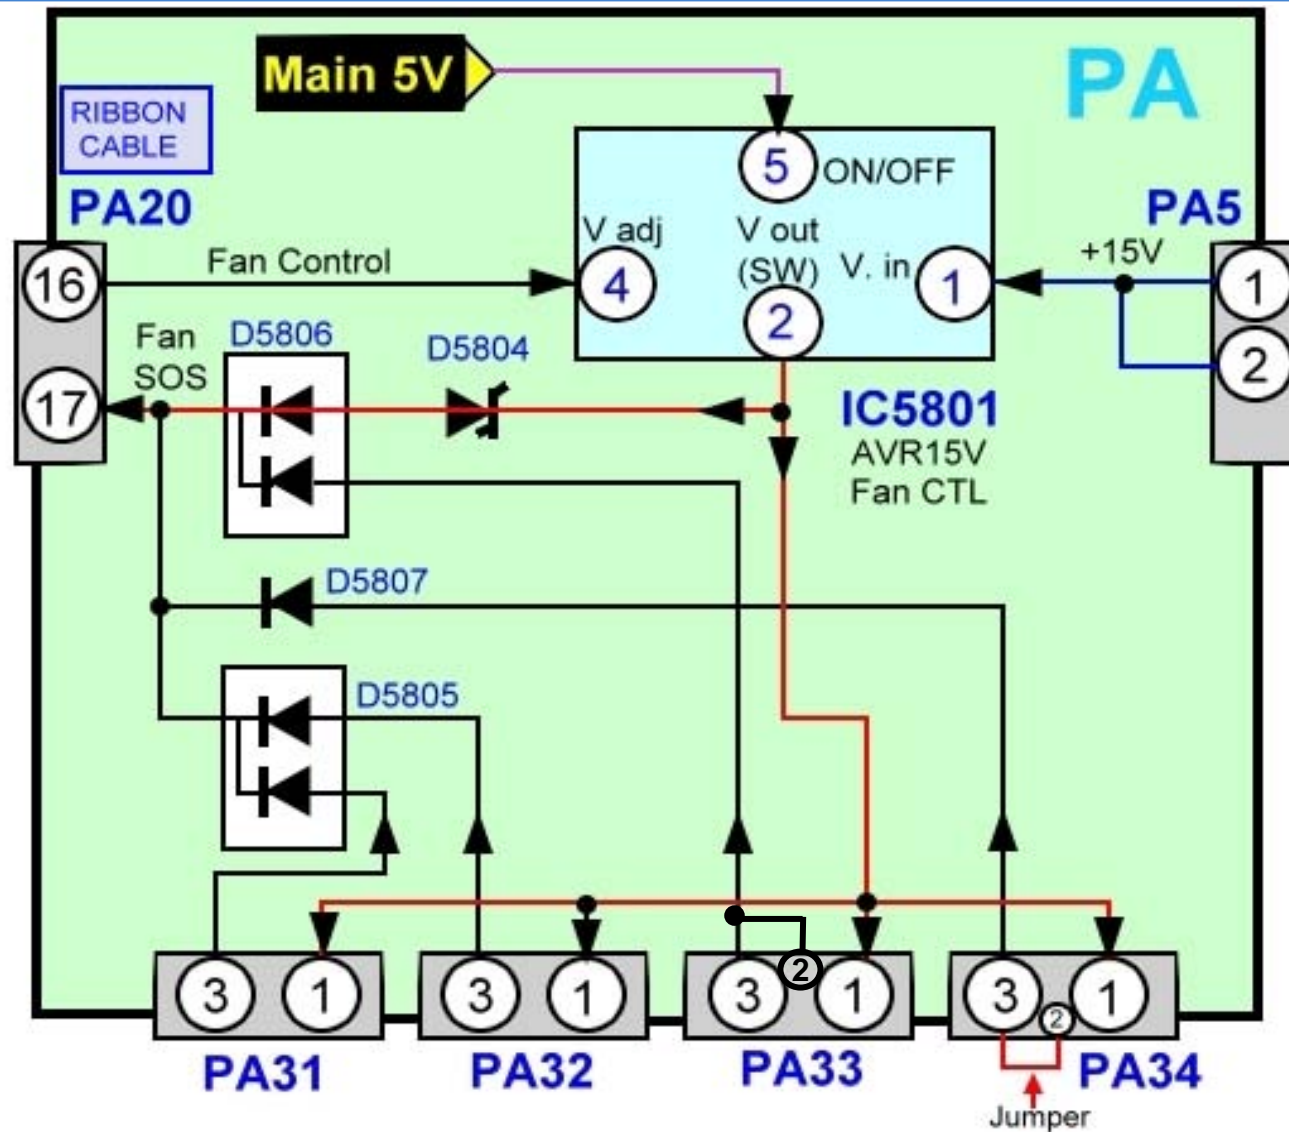 Main 5V
PA
RIBBON
CABLE
PA20
5
ON/OFF
PA5
V adj
V out
(SW)
V. in
+15V
16
Fan Control
4
2
1
1
2
Fan
SOS
D5806
D5804
17
IC5801
AVR15V
Fan CTL
D5807
D5805
3
1
3
1
3
2
1
3
2
1
PA31
PA32
PA33
PA34
Jumper